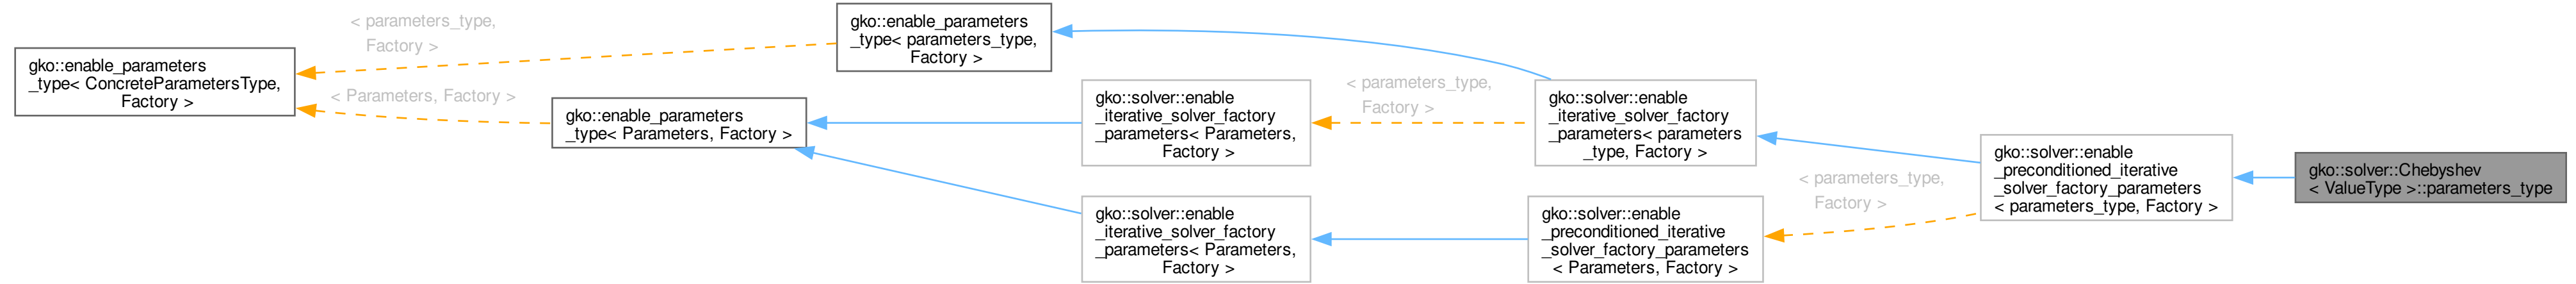 gko::enable_parameters
_type< ConcreteParametersType,
Factory >
< parameters_type,
Factory >
< Parameters, Factory >
gko::enable_parameters
_type< parameters_type,
Factory >
gko::enable_parameters
_type< Parameters, Factory >
gko::solver::enable
_iterative_solver_factory
_parameters< Parameters,
Factory >
gko::solver::enable
_iterative_solver_factory
_parameters< Parameters,
Factory >
< parameters_type,
Factory >
gko::solver::enable
_iterative_solver_factory
_parameters< parameters
_type, Factory >
gko::solver::enable
_preconditioned_iterative
_solver_factory_parameters
< Parameters, Factory >
< parameters_type,
Factory >
gko::solver::enable
_preconditioned_iterative
_solver_factory_parameters
< parameters_type, Factory >
gko::solver::Chebyshev
< ValueType >::parameters_type